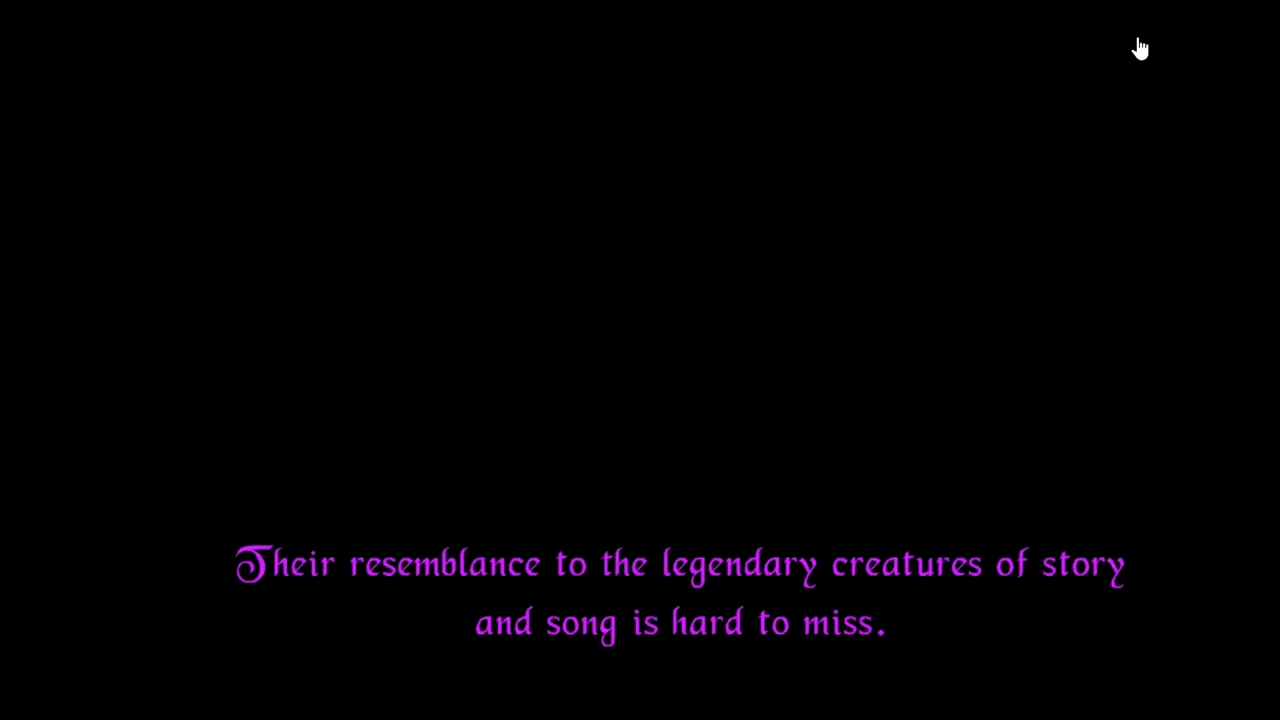 Their resemblance to the legendary creatures of story
and song is hard to miss.